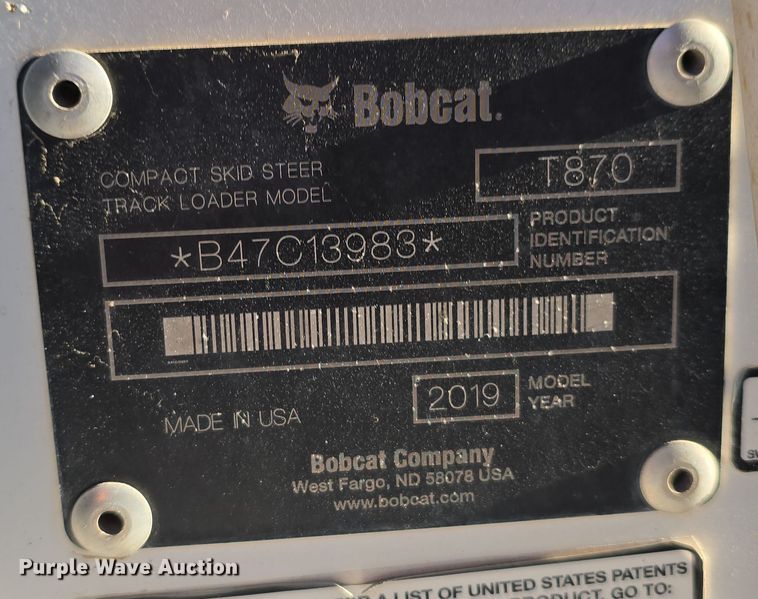 Bobcat®
COMPACT SKID STEER
TRACK LOADER MODEL
T870
*B47C13983*
PRODUCT
IDENTIFICATION
NUMBER
2019
MODEL
YEAR
MADE IN USA
Bobcat Company
West Fargo, ND 58078 USA
www.bobcat.com
A LIST OF UNITED STATES PATENTS
PRODUCT, GO TO:
Purple Wave Auction